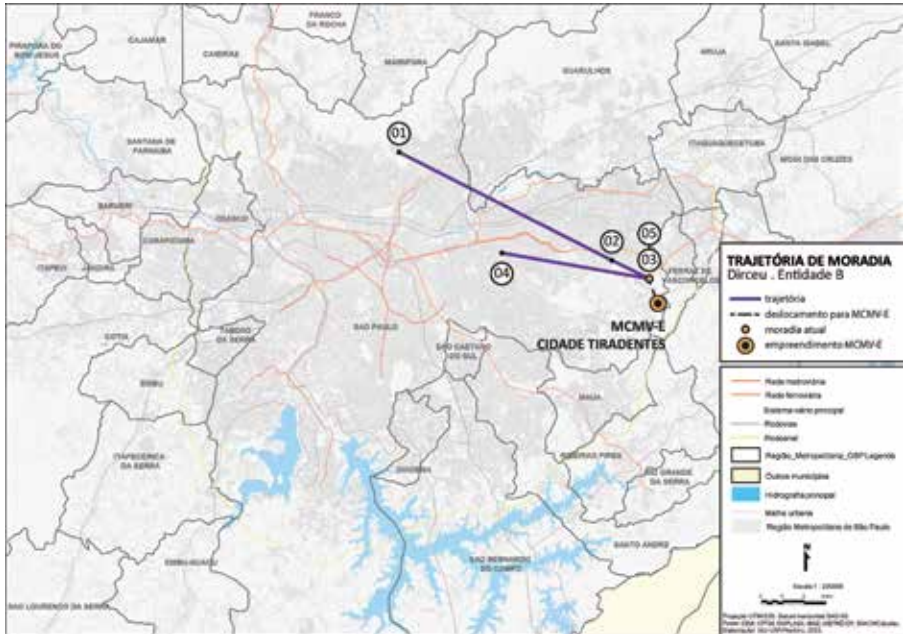 FRANCO
DA ROCHA
CAJAMAR
PIRAPORA DO
BOM JESUS
CAIEIRAS
MAIRIPORÃ
GUARULHOS
ARUJÁ
SANTA ISABEL
01
SANTANA DE
PARNAÍBA
ITAQUAQUECETUBA
MOGI DAS CRUZES
BARUERI
OSASCO
CARAPICUIBA
ITAPEVI
JANDIRA
05
02
03
04
FERRAZ DE
VASCONCELOS
MCMV-E
CIDADE TIRADENTES
COTIA
TABOÃO
DA SERRA
SÃO PAULO
SÃO CAETANO
DO SUL
EMBU
MAUÁ
ITAPECERICA
DA SERRA
DIADEMA
RIBEIRÃO PIRES
RIO GRANDE
DA SERRA
SANTO ANDRÉ
EMBU-GUAÇU
SÃO BERNARDO
DO CAMPO
SÃO LOURENÇO DA SERRA
TRAJETÓRIA DE MORADIA
Dirceu . Entidade B
trajetória
deslocamento para MCMV-E
moradia atual
empreendimento MCMV-E
Rede metroviária
Rede ferroviária
Sistema viário principal
Rodovias
Rodoanel
Região_Metropolitana_GSP Legenda
Outros municípios
Hidrografia principal
Malha urbana
Região Metropolitana de São Paulo
N